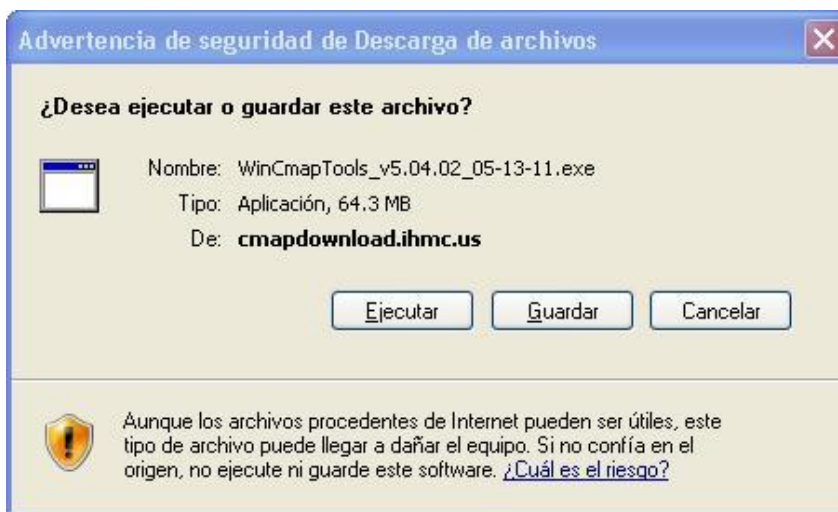 Advertencia de seguridad de Descarga de archivos
¿Desea ejecutar o guardar este archivo?
Nombre: WinCmapTools_v5.04.02_05-13-11.exe
Tipo: Aplicación, 64.3 MB
De: cmapdownload.ihmc.us
Ejecutar Guardar Cancelar
Aunque los archivos procedentes de Internet pueden ser útiles, este
tipo de archivo puede llegar a dañar el equipo. Si no confía en el
origen, no ejecute ni guarde este software. ¿Cuál es el riesgo?